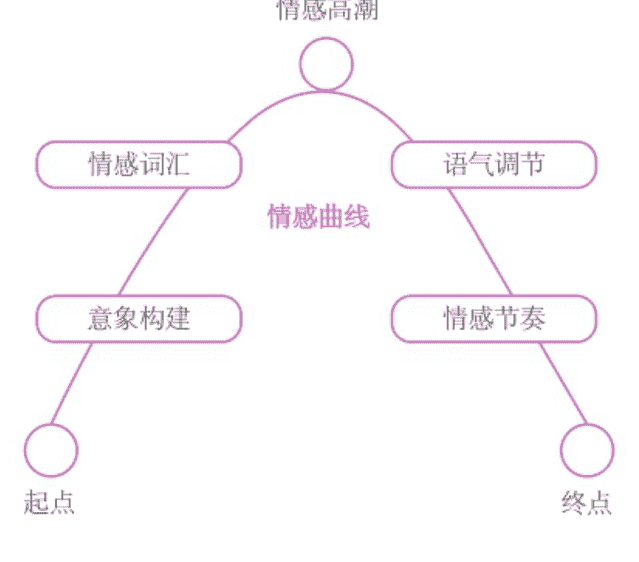 情感高潮
情感词汇
语气调节
情感曲线
意象构建
情感节奏
起点
终点